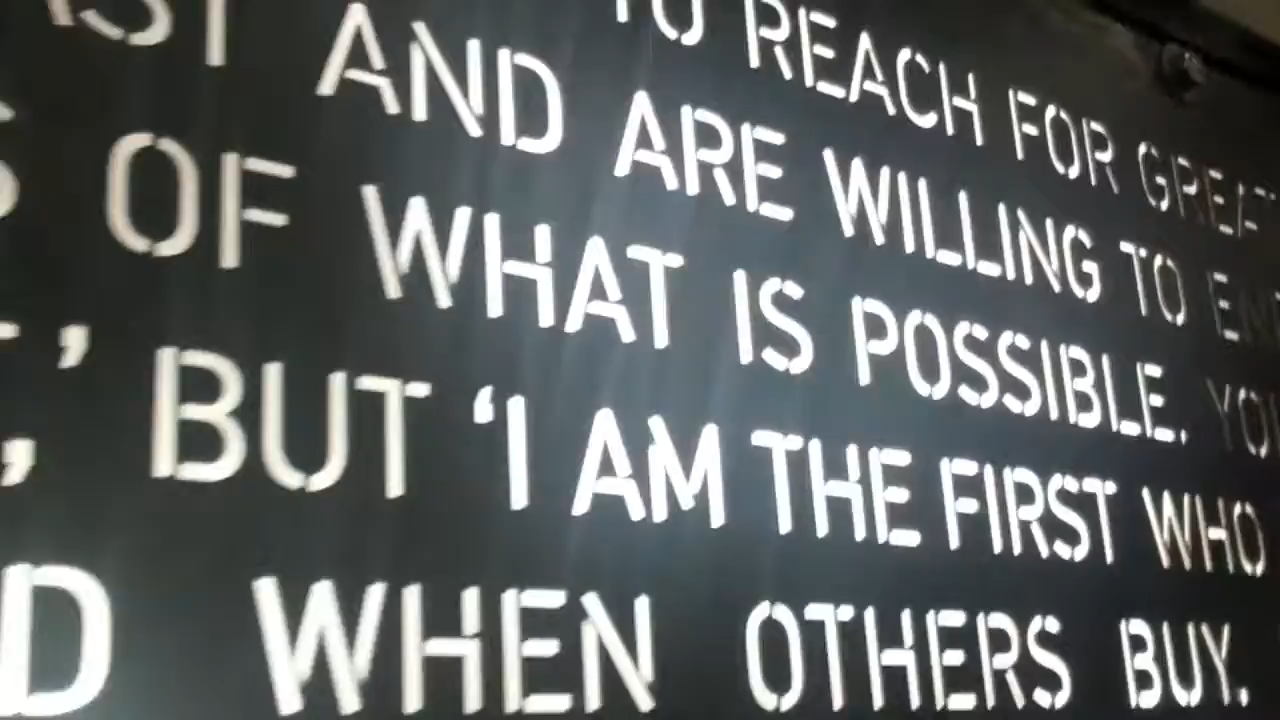 TO REACH FOR
AND ARE WILLING TO
OF WHAT IS POSSIBLE.
,' BUT 'I AM THE FIRST WHO
WHEN OTHERS BUY.